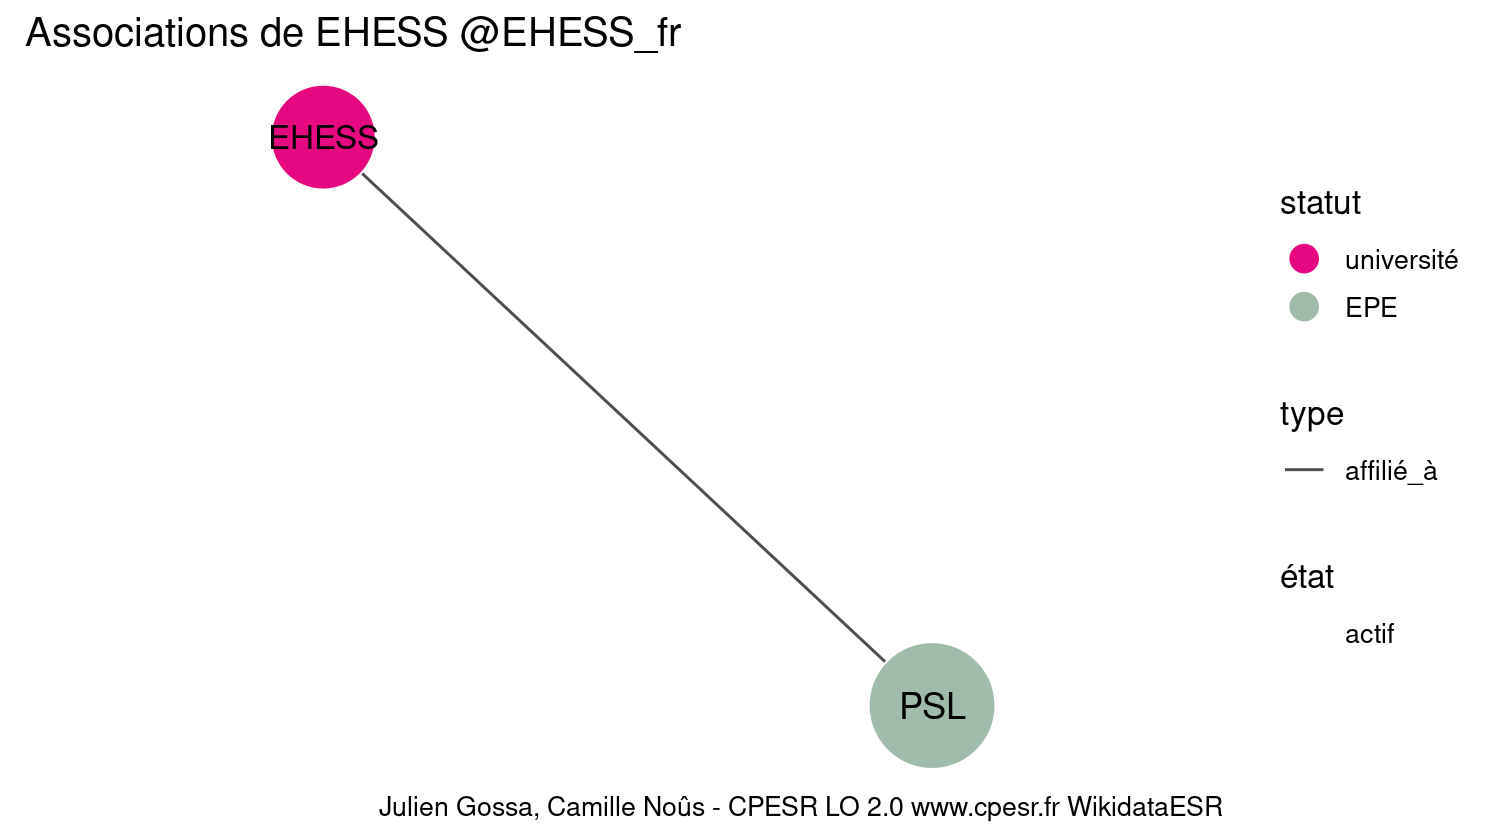 Associations de EHESS @EHESS_fr
EHESS
statut
université
EPE
type
affilié_à
état
actif
PSL
Julien Gossa, Camille Noûs - CPESR LO 2.0 www.cpesr.fr WikidataESR